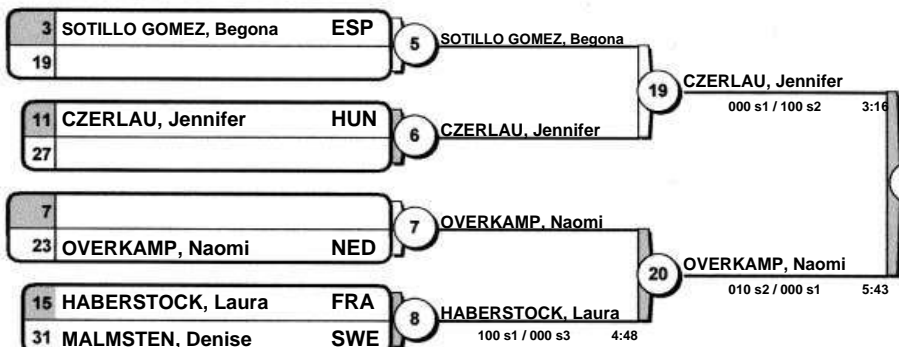 3 SOTILLO GOMEZ, Begona ESP
19
5
SOTILLO GOMEZ, Begona
11 CZERLAU, Jennifer HUN
27
6
CZERLAU, Jennifer
19
CZERLAU, Jennifer
000 s1 / 100 s2 3:16
7
23 OVERKAMP, Naomi NED
7
OVERKAMP, Naomi
15 HABERSTOCK, Laura FRA
31 MALMSTEN, Denise SWE
8
HABERSTOCK, Laura
100 s1 / 000 s3 4:48
20
OVERKAMP, Naomi
010 s2 / 000 s1 5:43